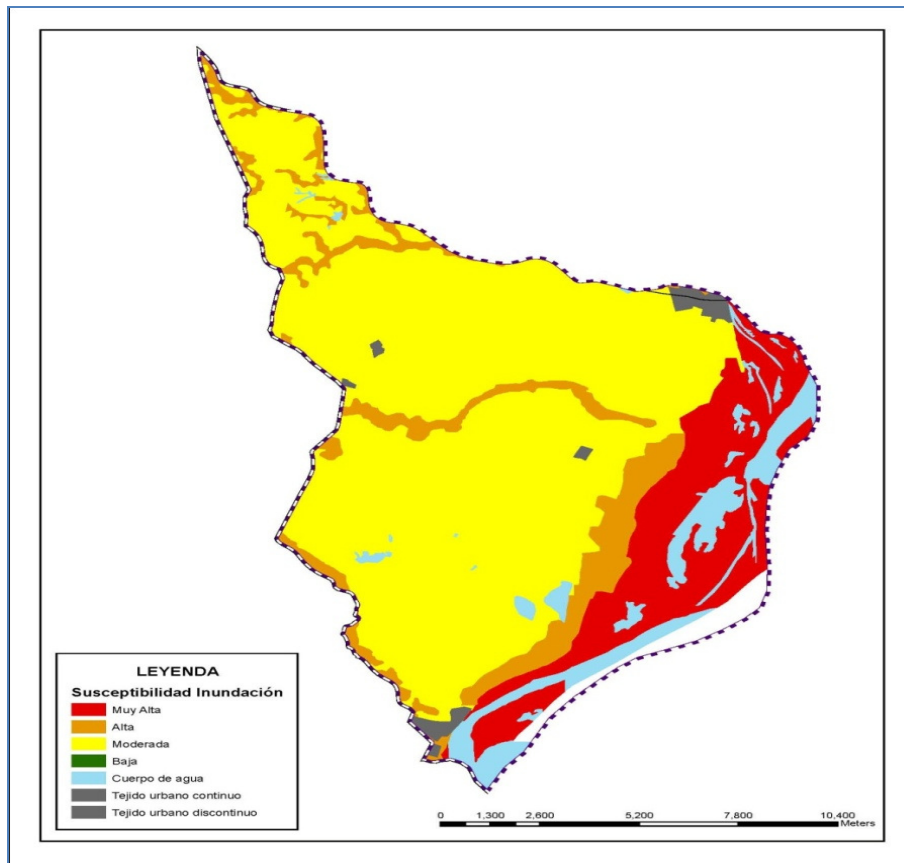 LEYENDA
Susceptibilidad Inundación
Muy Alta
Alta
Moderada
Baja
Cuerpo de agua
Tejido urbano continuo
Tejido urbano discontinuo
0 1,300 2,600 5,200 7,800 10,400
Meters